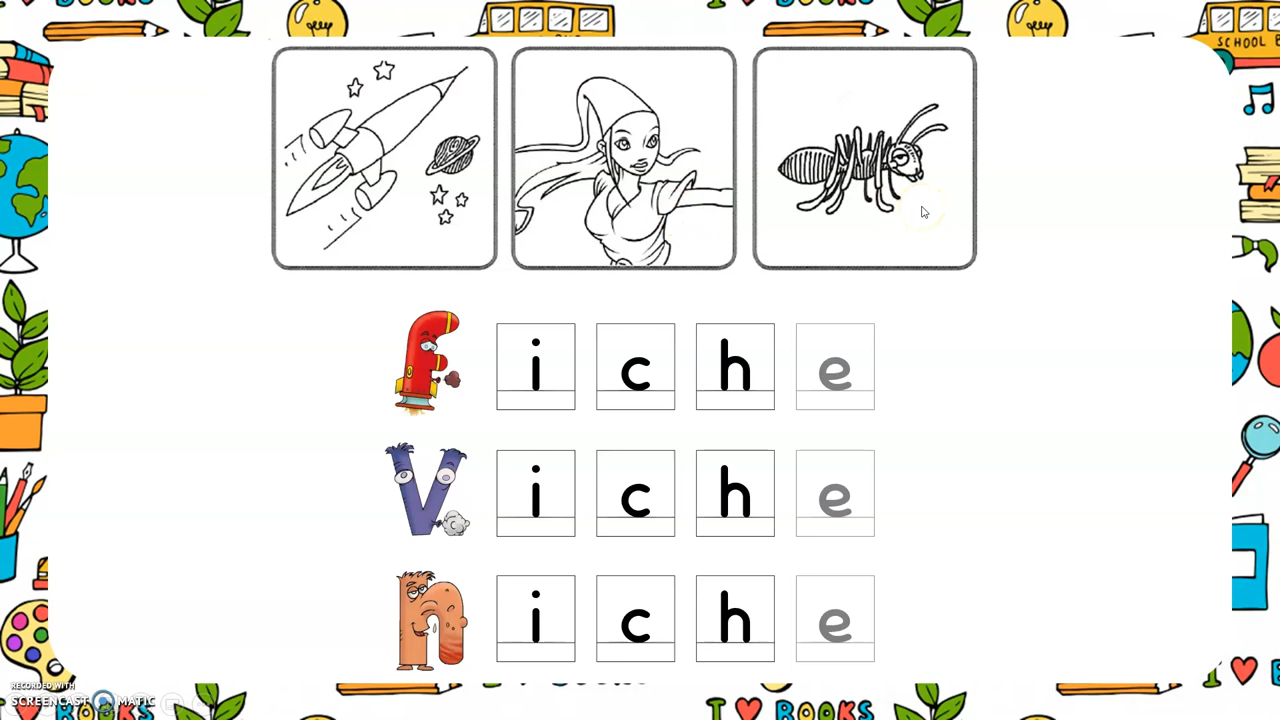 SCHOOL B
f i c h e
v i c h e
n i c h e
RECORDED WITH
SCREENCAST MATIC
I ♥ BOOKS